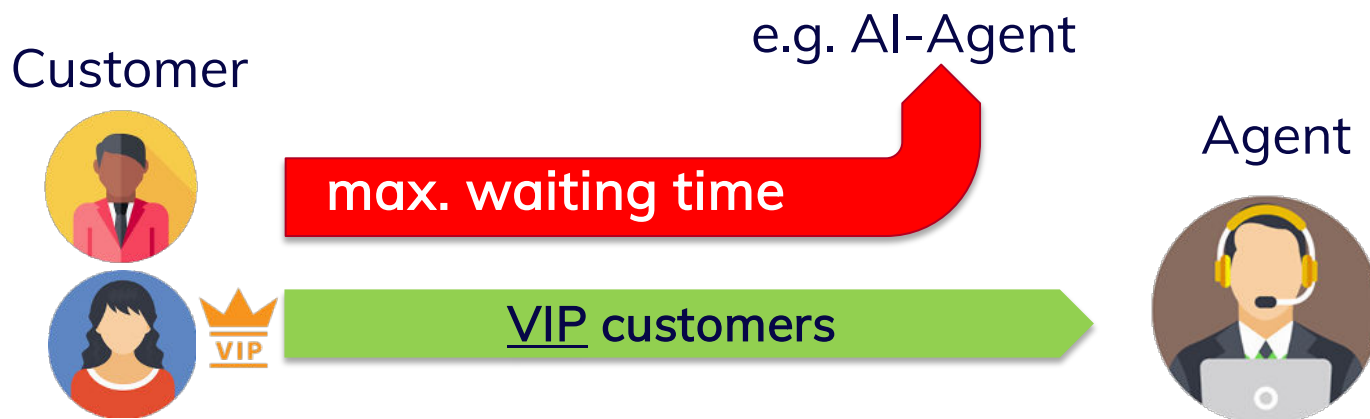 e.g. AI-Agent
Customer
Agent
max. waiting time
VIP customers
VIP